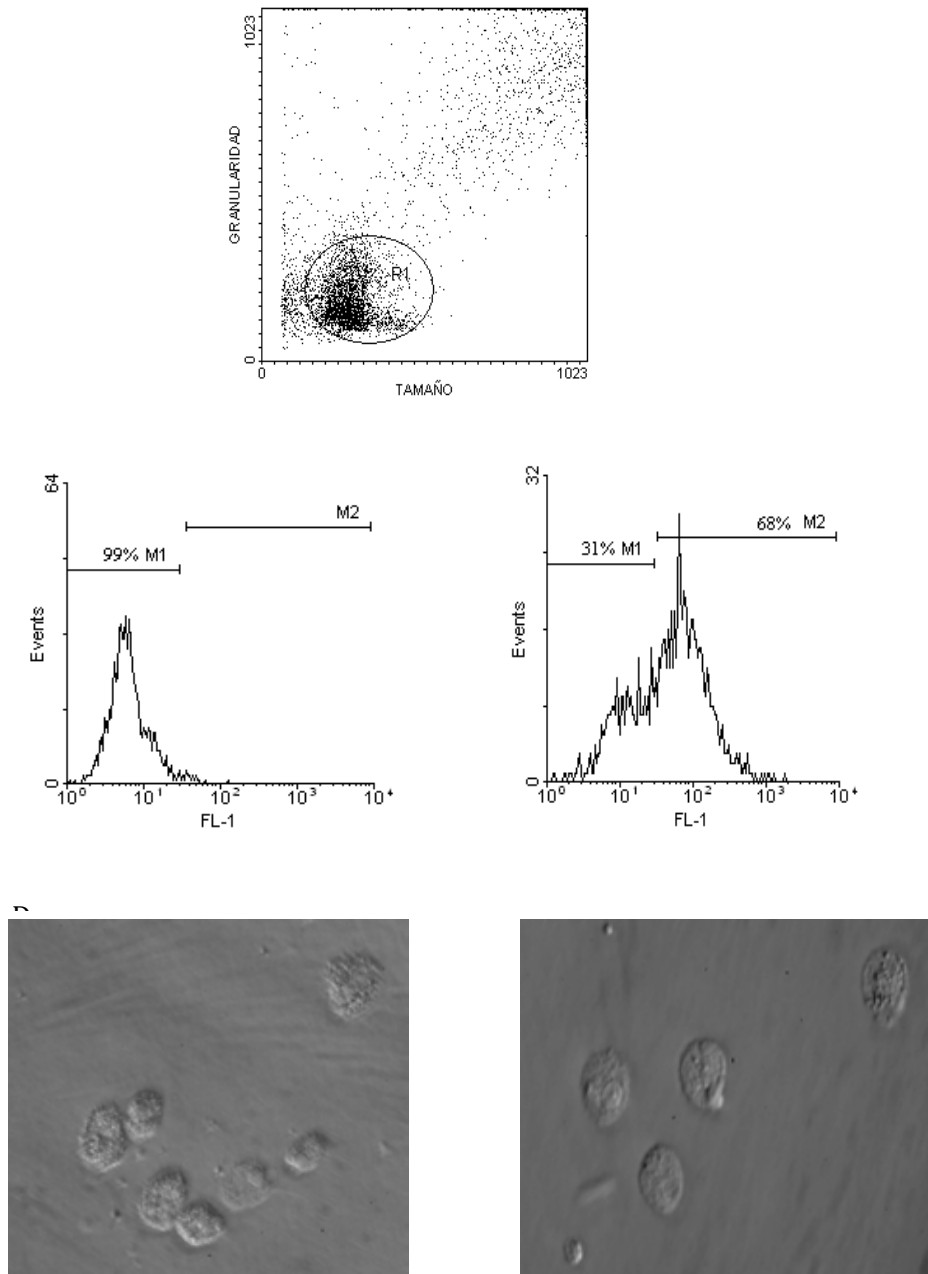 1023
GRANULARIDAD
R1
0
0
1023
TAMAÑO
64
M2
99% M1
Events
0
10⁰ 10¹ 10² 10³ 10⁴
FL-1
32
68% M2
31% M1
Events
0
10⁰ 10¹ 10² 10³ 10⁴
FL-1